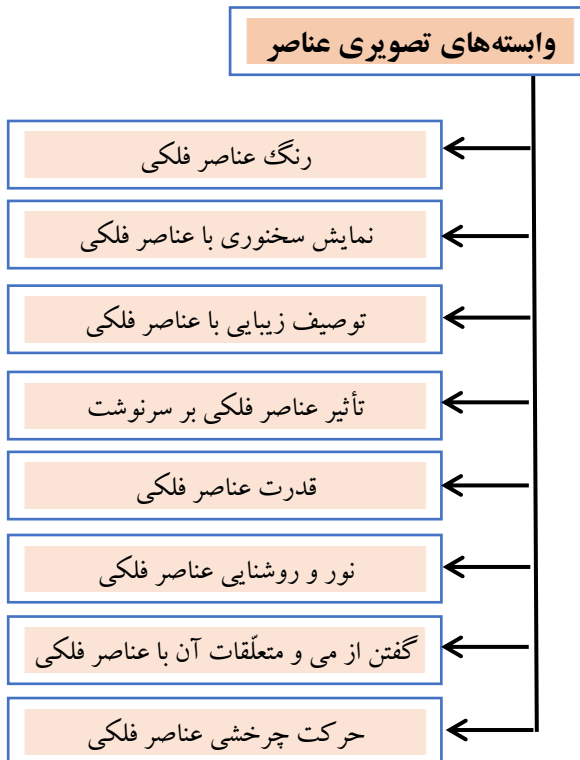 وابسته‌های تصویری عناصر
رنگ عناصر فلکی
نمایش سخنوری با عناصر فلکی
توصیف زیبایی با عناصر فلکی
تأثیر عناصر فلکی بر سرنوشت
قدرت عناصر فلکی
نور و روشنایی عناصر فلکی
گفتن از می و متعلّقات آن با عناصر فلکی
حرکت چرخشی عناصر فلکی